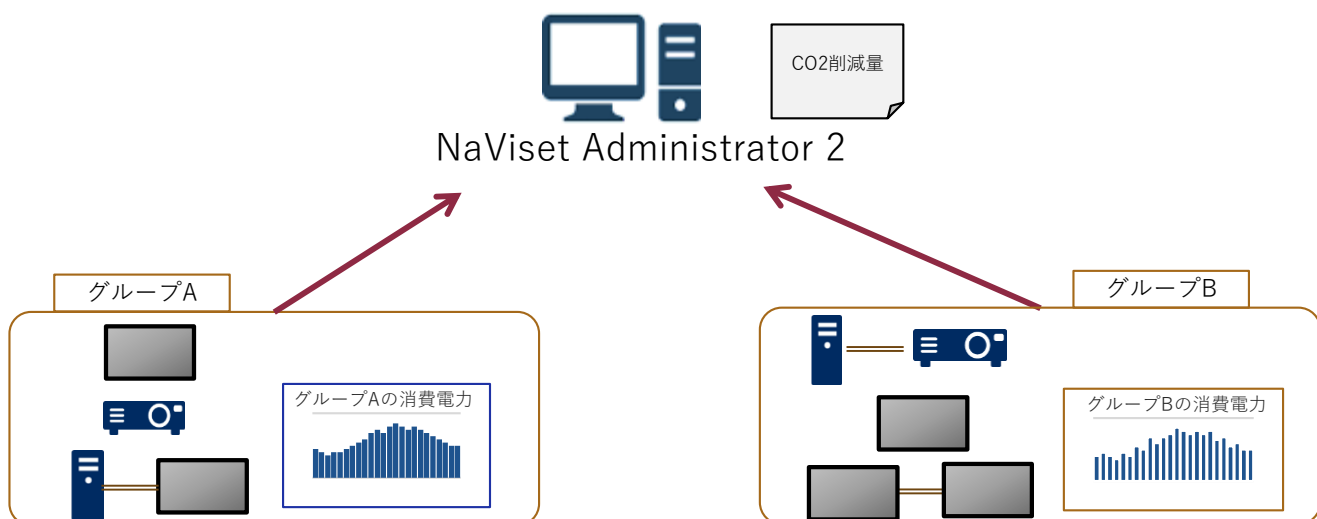 CO2削減量
NaViset Administrator 2
グループA
グループB
グループAの消費電力
グループBの消費電力